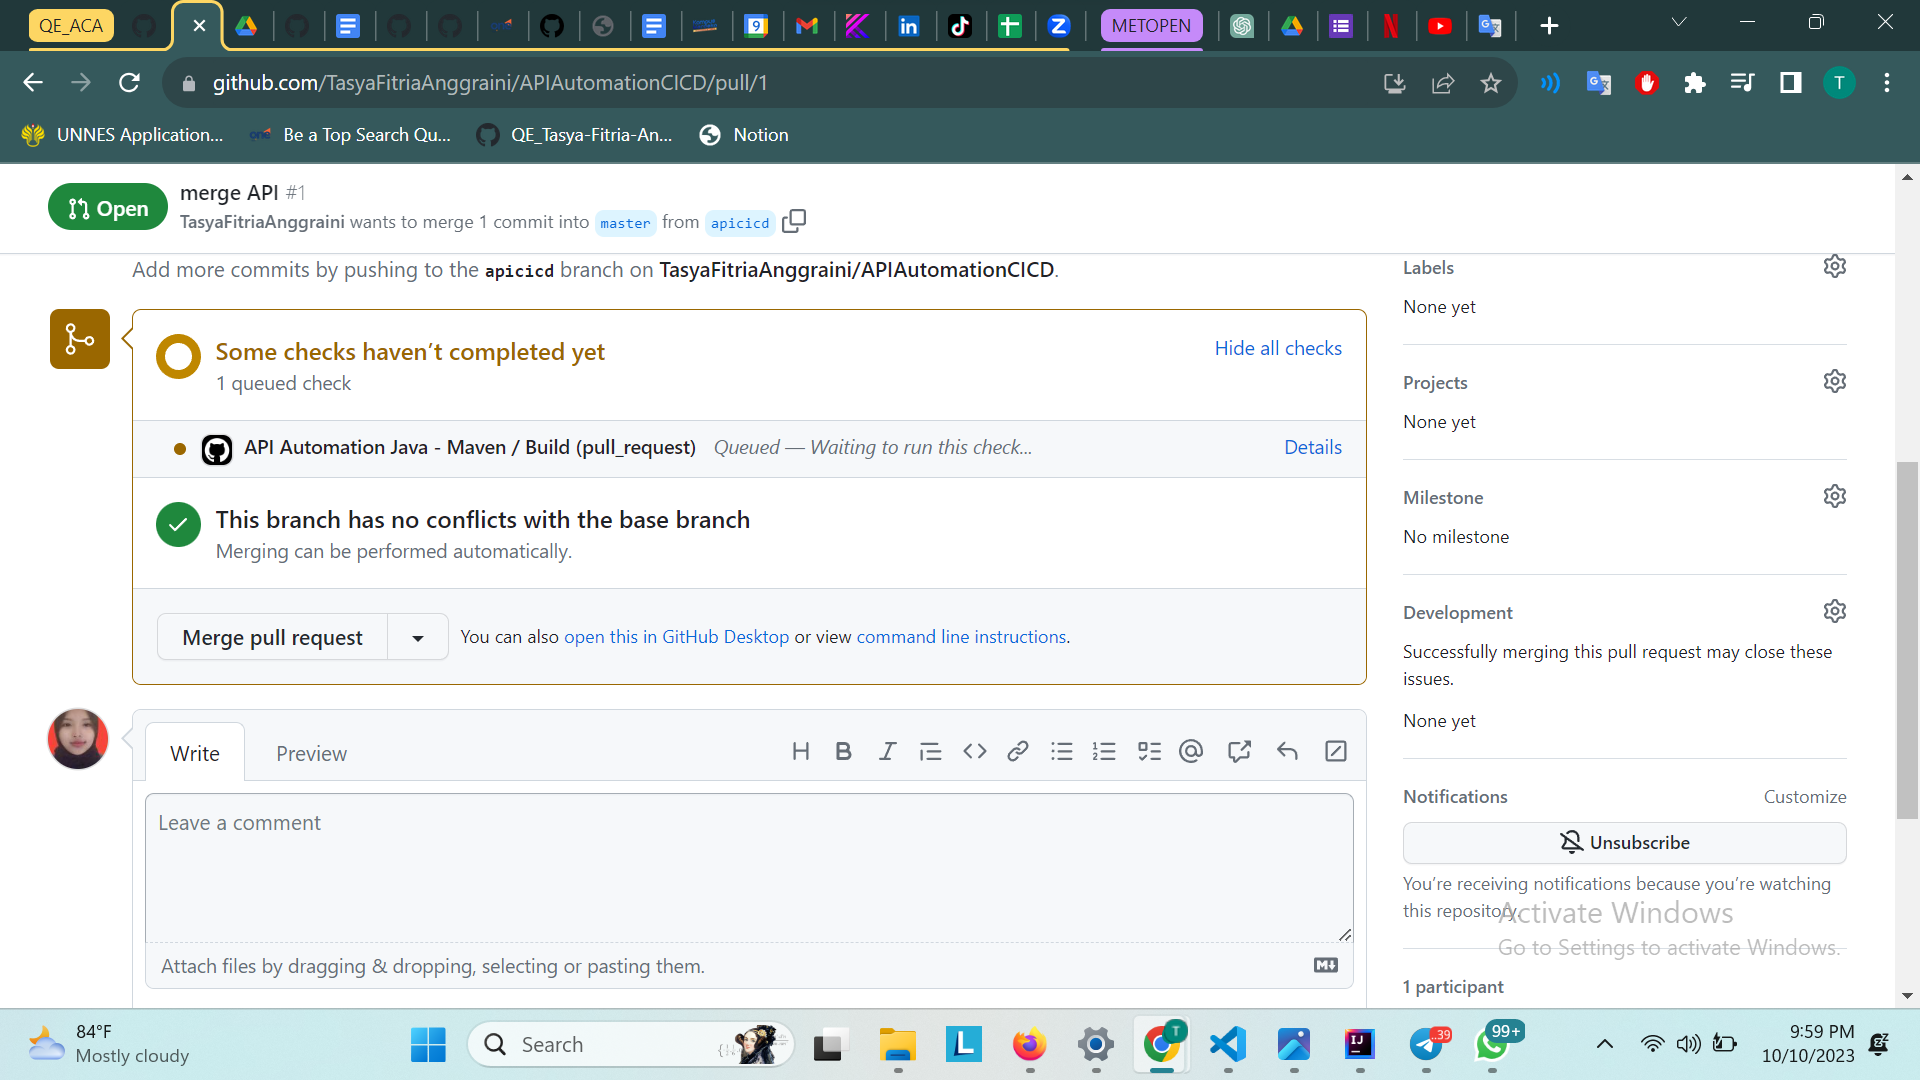 QE_ACA
METOPEN
github.com/TasyaFitriaAnggraini/APIAutomationCICD/pull/1
T
UNNES Application...
Be a Top Search Qu...
QE_Tasya-Fitria-An...
Notion
Open
merge API #1
TasyaFitriaAnggraini wants to merge 1 commit into master from apicicd
Add more commits by pushing to the apicicd branch on TasyaFitriaAnggraini/APIAutomationCICD.
Some checks haven’t completed yet
1 queued check
Hide all checks
API Automation Java - Maven / Build (pull_request) Queued — Waiting to run this check...
Details
This branch has no conflicts with the base branch
Merging can be performed automatically.
Merge pull request
You can also open this in GitHub Desktop or view command line instructions.
Write
Preview
Leave a comment
Attach files by dragging & dropping, selecting or pasting them.
Labels
None yet
Projects
None yet
Milestone
No milestone
Development
Successfully merging this pull request may close these
issues.
None yet
Notifications
Customize
Unsubscribe
You’re receiving notifications because you’re watching
this repository.
Activate Windows
Go to Settings to activate Windows.
1 participant
84°F
Mostly cloudy
Search
T
39
99+
9:59 PM
10/10/2023